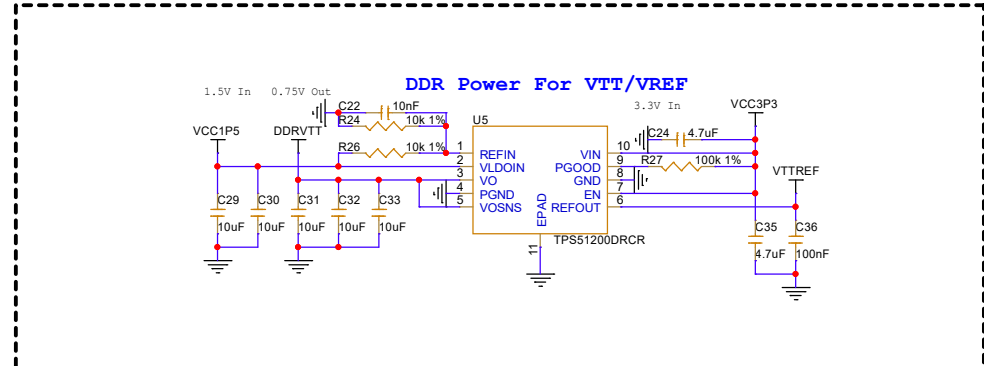 DDR Power For VTT/VREF
1.5V In 0.75V Out
3.3V In
VCC3P3
C22 10nF
R24 10k 1%
U5
C24 4.7uF
VCC1P5 DDRVTT
R26 10k 1%
1 REFIN VIN 10
2 VLDOIN PGOOD 9 R27 100k 1%
3 VO GND 8
4 PGND EN 7
5 VOSNS REFOUT 6
VTTREF
EPAD
C29 C30 C31 C32 C33
10uF 10uF 10uF 10uF 10uF
11
TPS51200DRCR
C35 C36
4.7uF 100nF